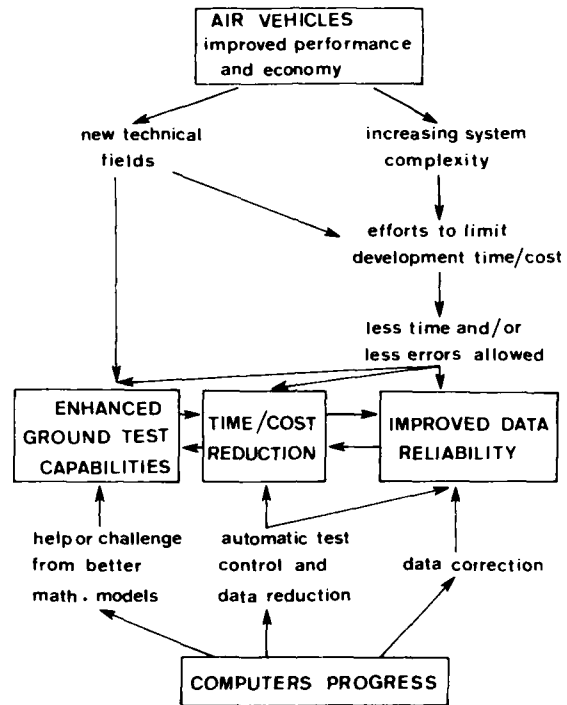 AIR VEHICLES
improved performance
and economy
new technical
fields
increasing system
complexity
efforts to limit
development time/cost
less time and/or
less errors allowed
ENHANCED
GROUND TEST
CAPABILITIES
TIME/COST
REDUCTION
IMPROVED DATA
RELIABILITY
help or challenge
from better
math. models
automatic test
control and
data reduction
data correction
COMPUTERS PROGRESS